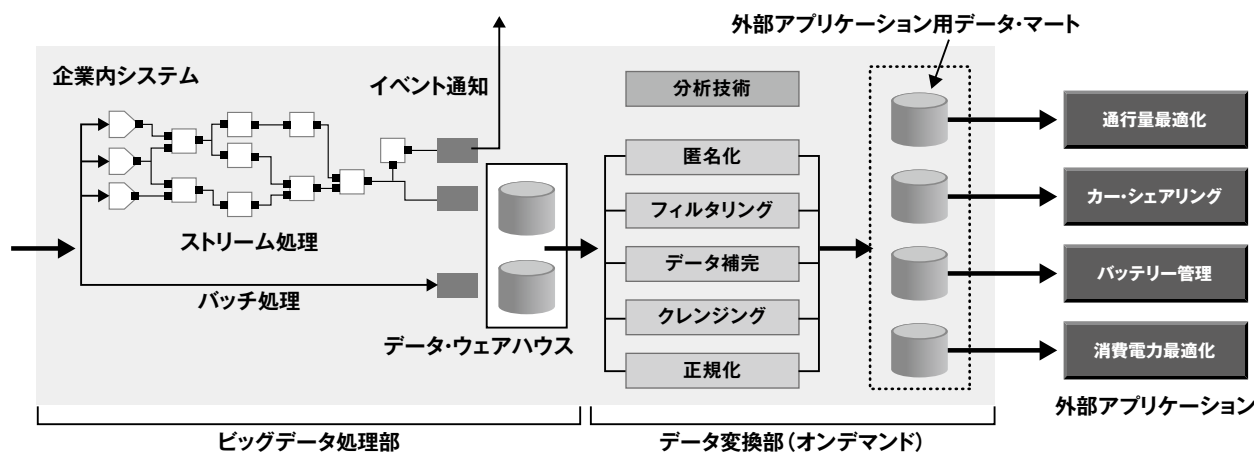 外部アプリケーション用データ・マート
企業内システム
イベント通知
分析技術
通行量最適化
匿名化
フィルタリング
カー・シェアリング
ストリーム処理
データ補完
バッテリー管理
バッチ処理
クレンジング
データ・ウェアハウス
消費電力最適化
正規化
外部アプリケーション
ビッグデータ処理部
データ変換部(オンデマンド)